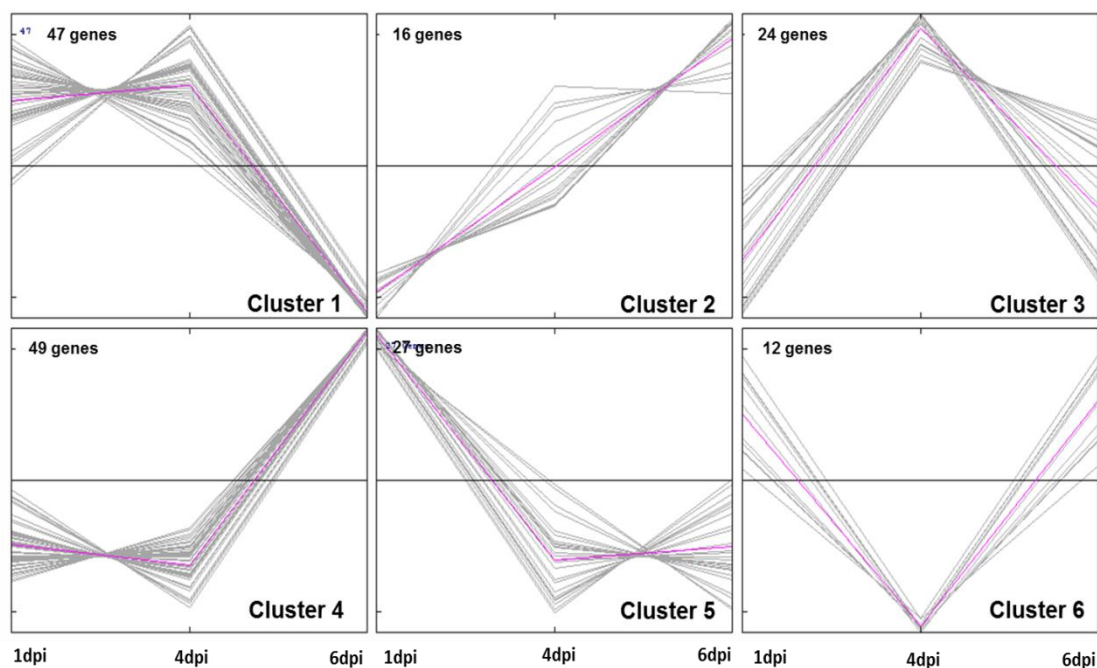 47 47 genes
16 genes
24 genes
Cluster 1
Cluster 2
Cluster 3
49 genes
27 genes
12 genes
Cluster 4
Cluster 5
Cluster 6
1dpi 4dpi 6dpi
1dpi 4dpi 6dpi
1dpi 4dpi 6dpi